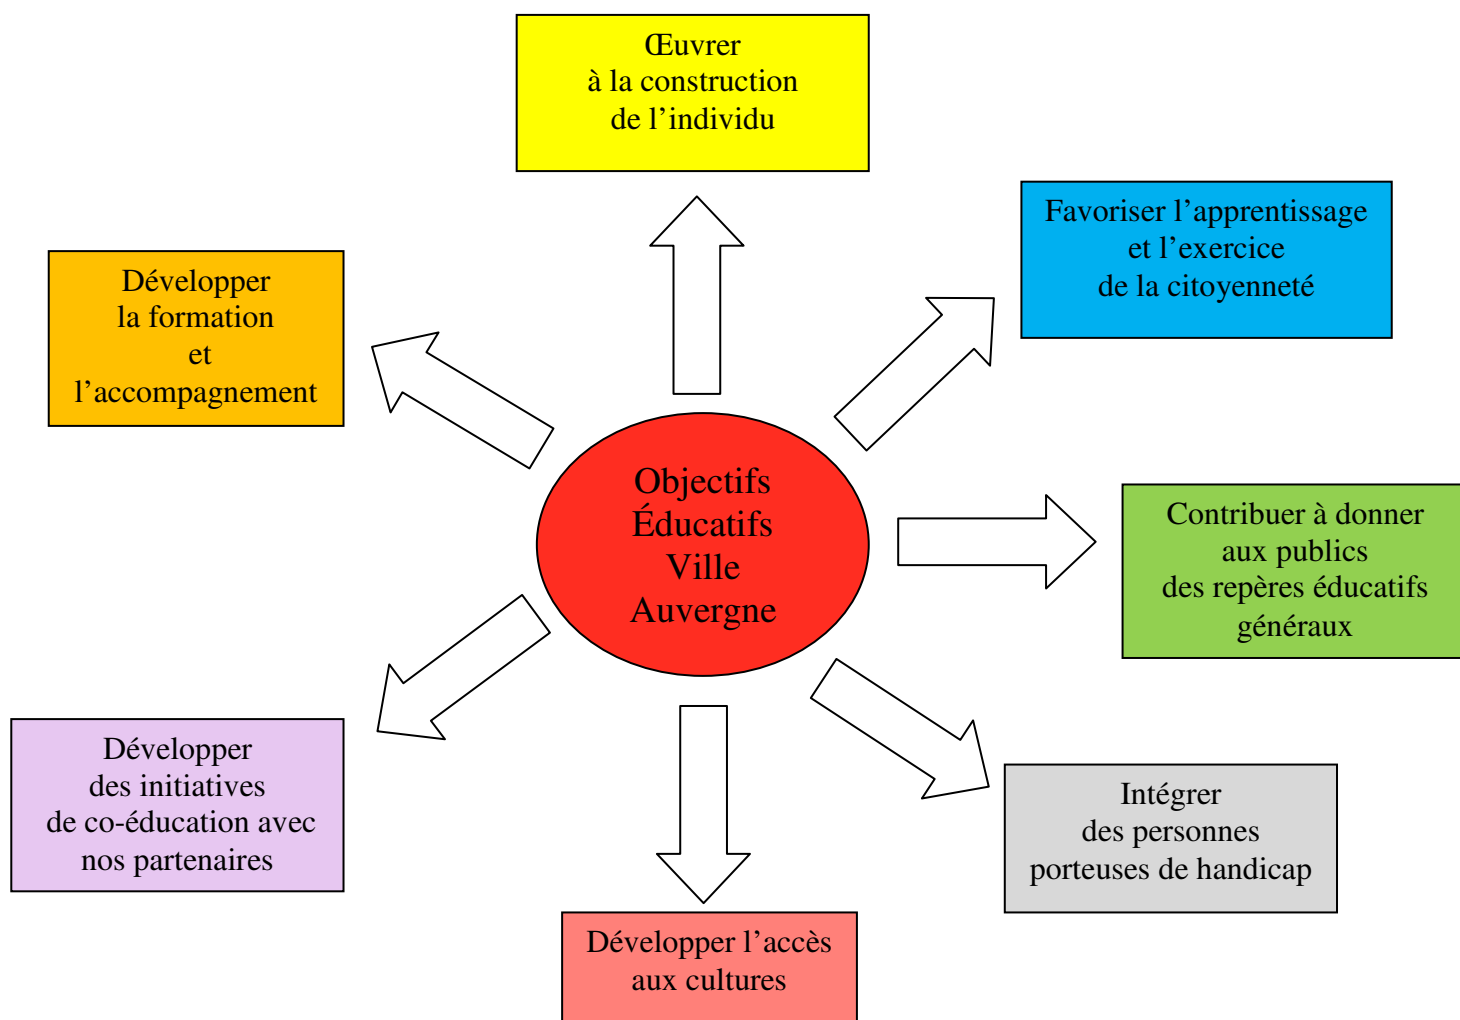 Œuvrer
à la construction
de l’individu
Favoriser l’apprentissage
et l’exercice
de la citoyenneté
Développer
la formation
et
l’accompagnement
Objectifs
Éducatifs
Ville
Auvergne
Contribuer à donner
aux publics
des repères éducatifs
généraux
Développer
des initiatives
de co-éducation avec
nos partenaires
Intégrer
des personnes
porteuses de handicap
Développer l’accès
aux cultures